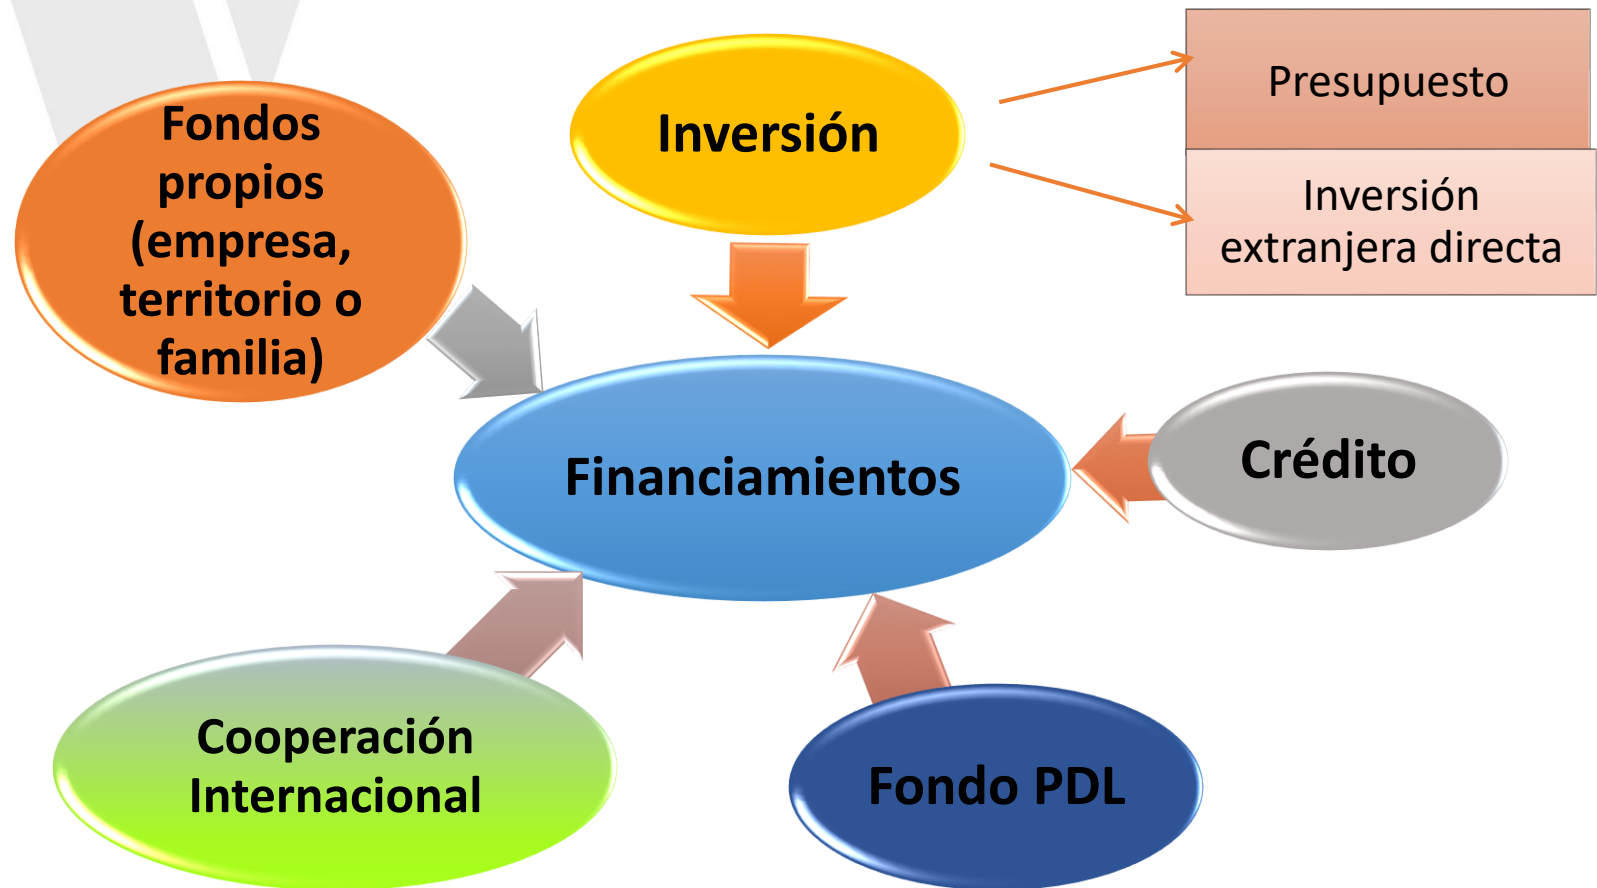 Fondos
propios
(empresa,
territorio o
familia)
Inversión
Presupuesto
Inversión
extranjera directa
Financiamientos
Crédito
Cooperación
Internacional
Fondo PDL